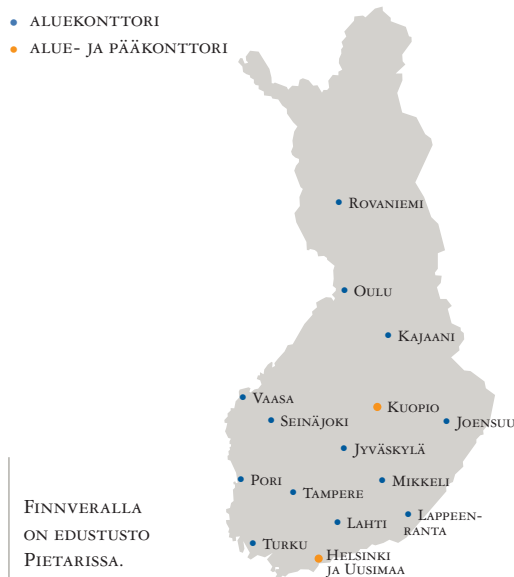 ALUEKONTTORI
ALUE- JA PÄÄKONTTORI
ROVANIEMI
OULU
KAJAANI
VAASA
KUOPIO
SEINÄJOKI
JOENSUU
JYVÄSKYLÄ
PORI
MIKKELI
TAMPERE
LAPPEEN-
RANTA
LAHTI
TURKU
HELSINKI
JA UUSIMAA
FINNVERALLA
ON EDUSTUSTO
PIETARISSA.